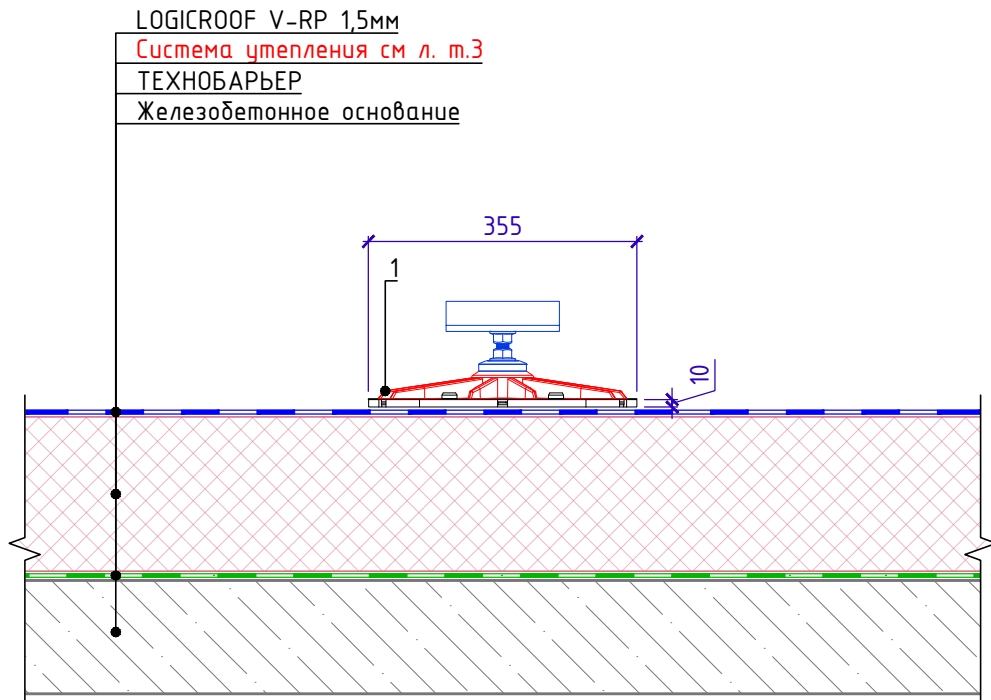 LOGICROOF V-RP 1,5мм
Система утепления см л. т.3
ТЕХНОБАРЬЕР
Железобетонное основание
355
1
10